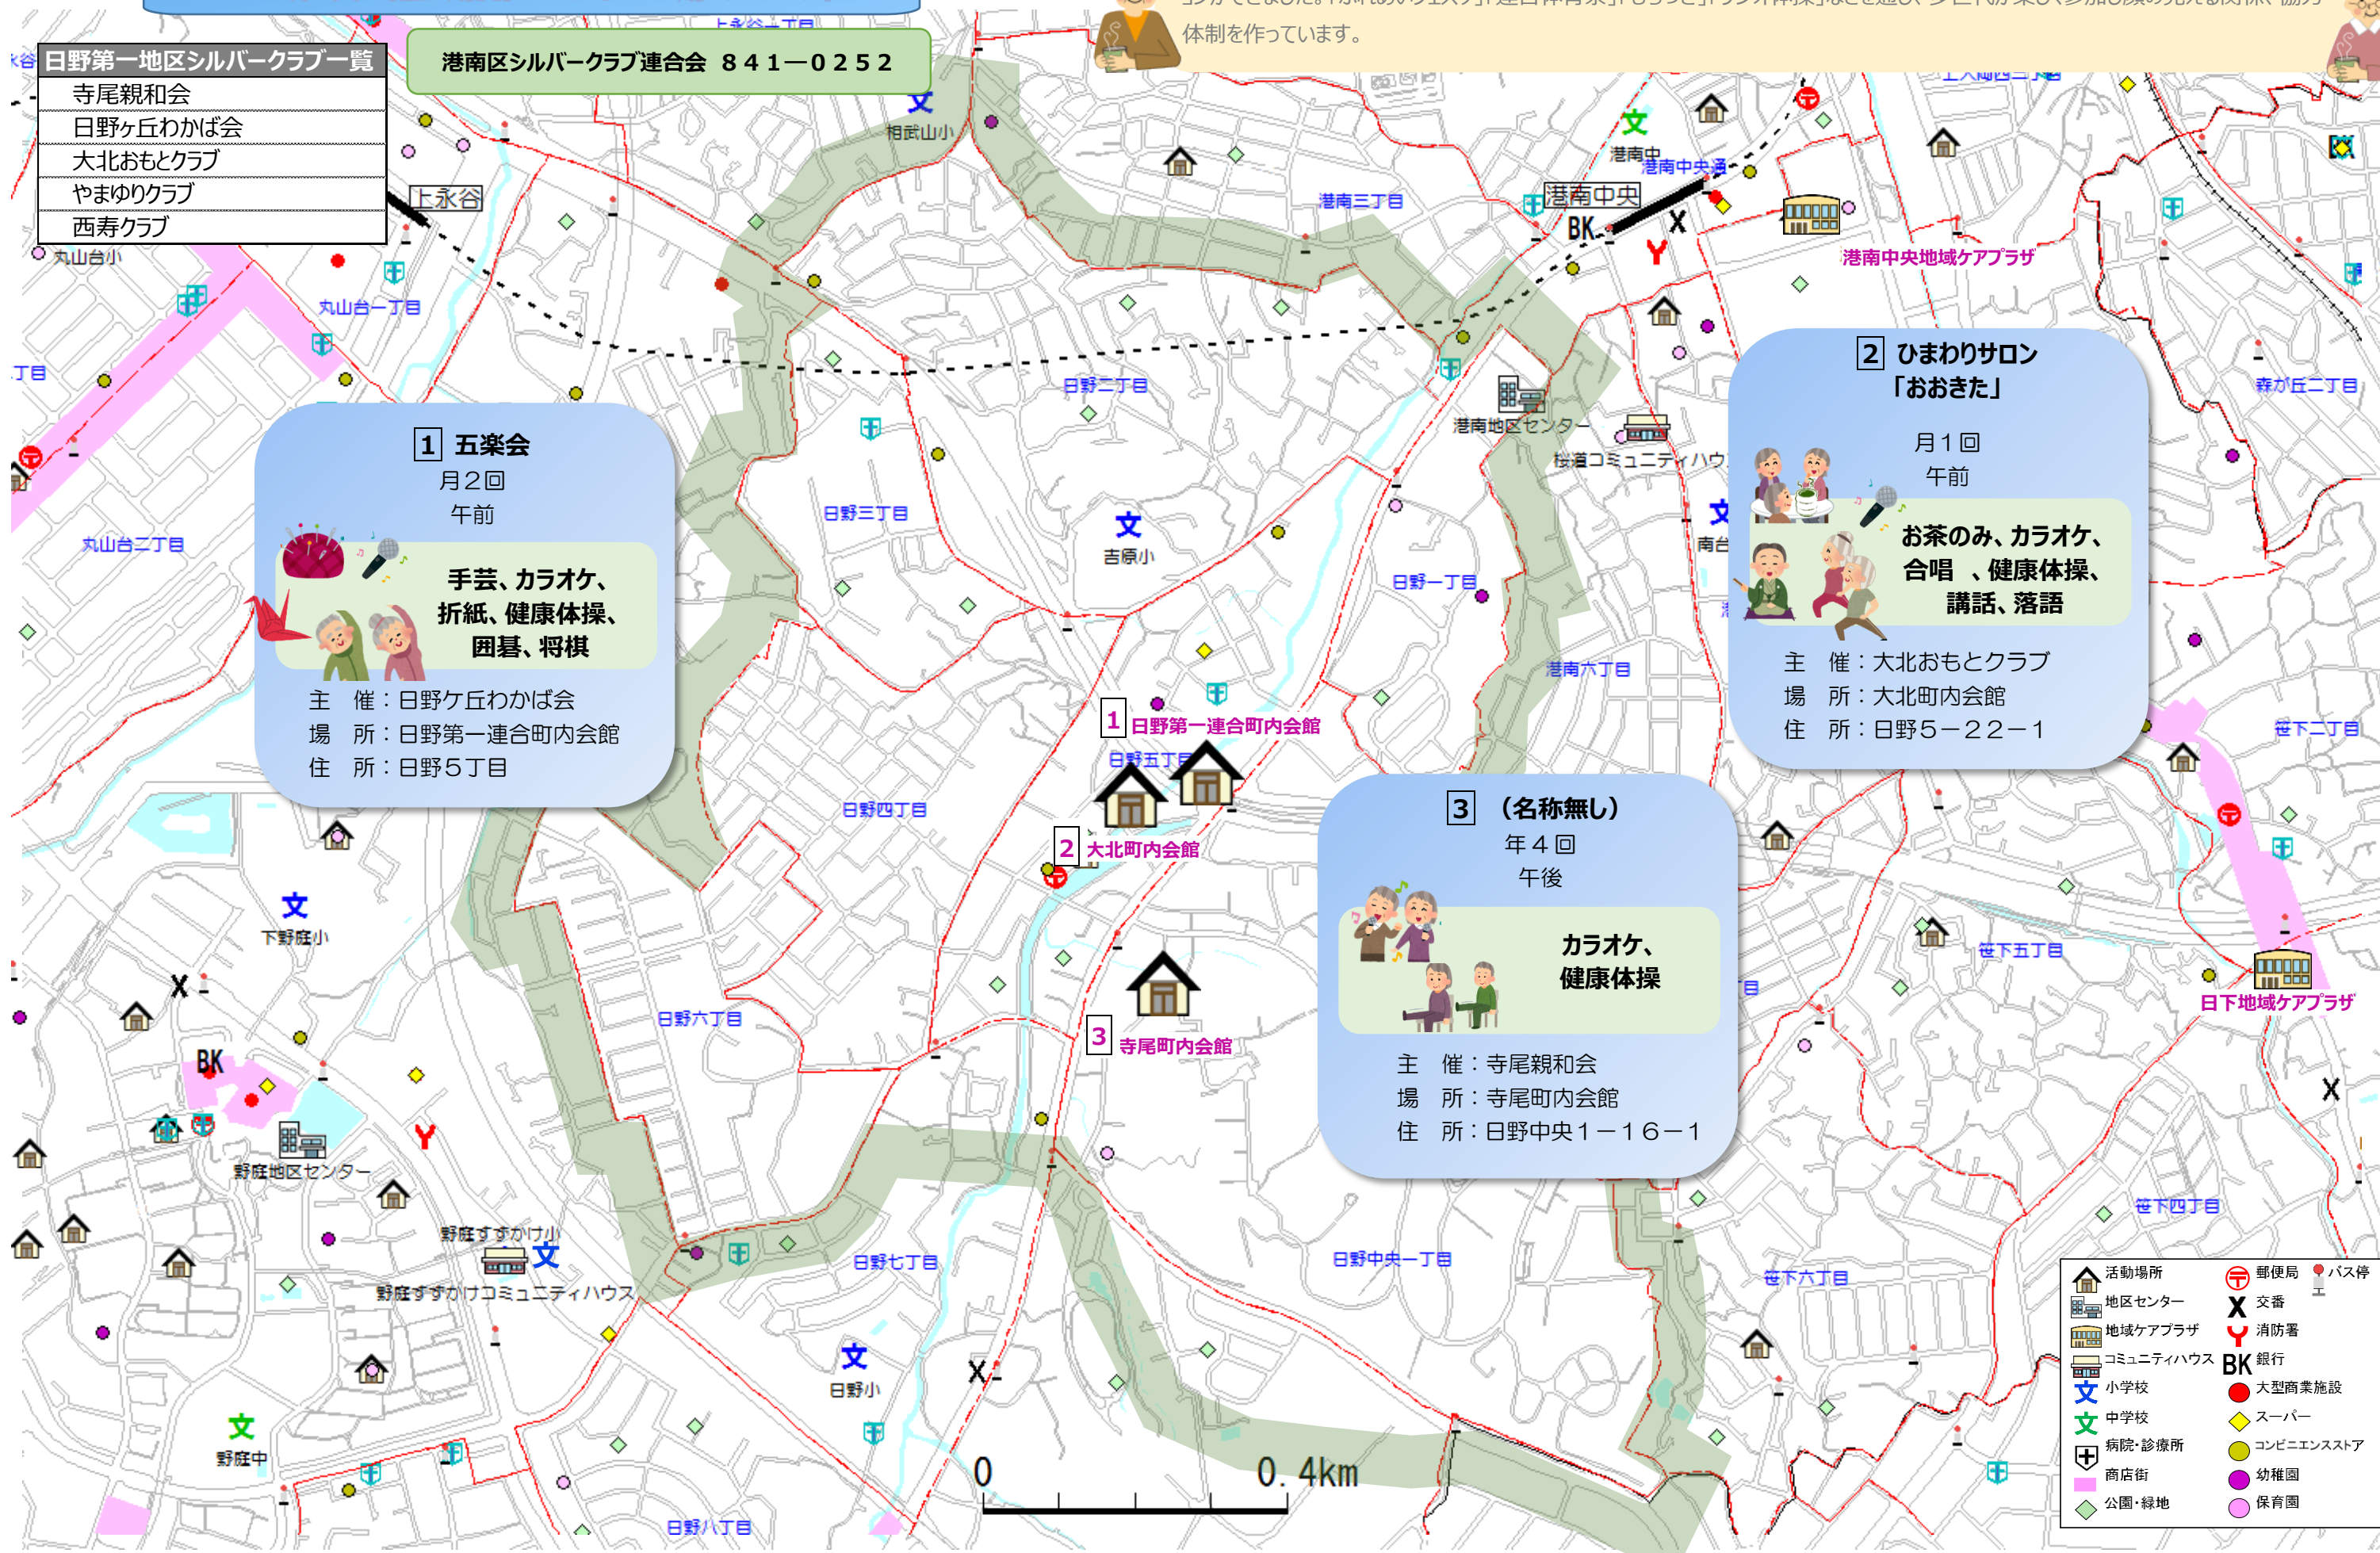 体制を作っています。
港南区シルバークラブ連合会 ８４１―０２５２
日野第一地区シルバークラブ一覧
寺尾親和会
日野ヶ丘わかば会
大北おもとクラブ
やまゆりクラブ
西寿クラブ
相武山小
港南中
港南中央通
港南三丁目
港南中央
BK
上永谷
丸山台小
丸山台一丁目
港南中央地域ケアプラザ
日野二丁目
森が丘二丁目
港南地区センター
丸山台二丁目
日野三丁目
吉原小
日野一丁目
南台
港南六丁目
1 五楽会
月２回
午前
手芸、カラオケ、
折紙、健康体操、
囲碁、将棋
主　催：日野ケ丘わかば会
場　所：日野第一連合町内会館
住　所：日野５丁目
2 ひまわりサロン
「おおきた」
月１回
午前
お茶のみ、カラオケ、
合唱 、健康体操、
講話、落語
主　催：大北おもとクラブ
場　所：大北町内会館
住　所：日野５－２２－１
1 日野第一連合町内会館
日野五丁目
日野四丁目
2 大北町内会館
笹下二丁目
3 （名称無し）
年４回
午後
カラオケ、
健康体操
主　催：寺尾親和会
場　所：寺尾町内会館
住　所：日野中央１－１６－１
下野庭小
笹下五丁目
日下地域ケアプラザ
日野六丁目
3 寺尾町内会館
BK
野庭地区センター
野庭すずかけ小
野庭すずかけコミュニティハウス
日野七丁目
日野中央一丁目
笹下四丁目
笹下六丁目
日野小
野庭中
日野八丁目
0 0.4km
活動場所
地区センター
地域ケアプラザ
コミュニティハウス
小学校
中学校
病院・診療所
商店街
公園・緑地
郵便局
バス停
交番
消防署
BK 銀行
大型商業施設
スーパー
コンビニエンスストア
幼稚園
保育園